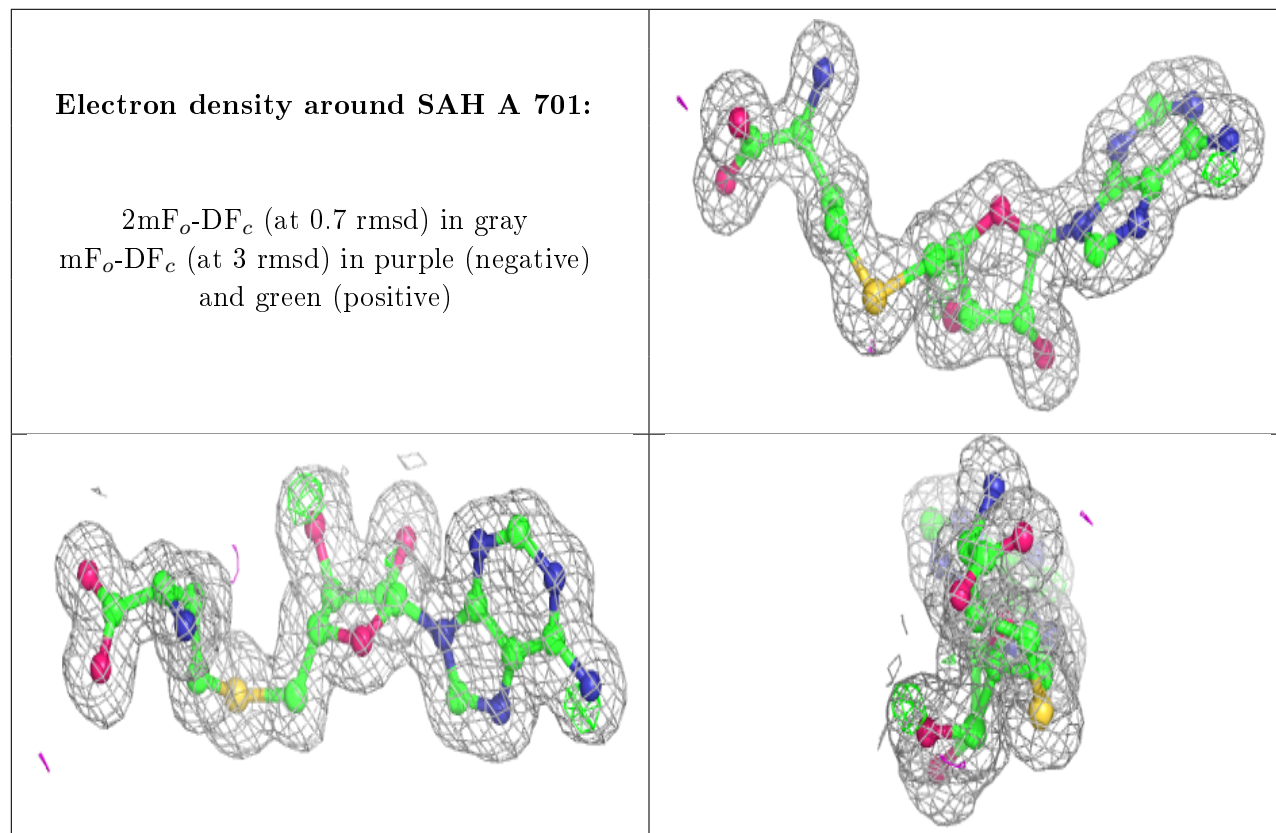 Electron density around SAH A 701:
2mFo-DFc (at 0.7 rmsd) in gray
mFo-DFc (at 3 rmsd) in purple (negative)
and green (positive)